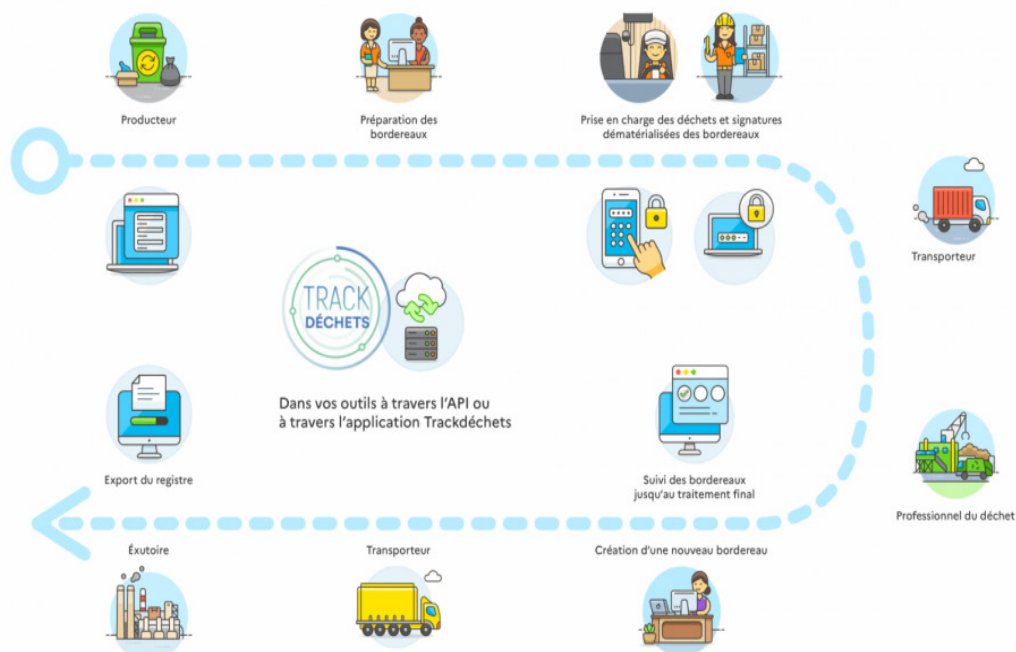 Producteur
Préparation des
bordereaux
Prise en charge des déchets et signatures
dématérialisées des bordereaux
Transporteur
TRACK
DÉCHETS
Dans vos outils à travers l'API ou
à travers l'application Trackdéchets
Export du registre
Suivi des bordereaux
jusqu'au traitement final
Professionnel du déchet
Éxutoire
Transporteur
Création d'une nouveau bordereau